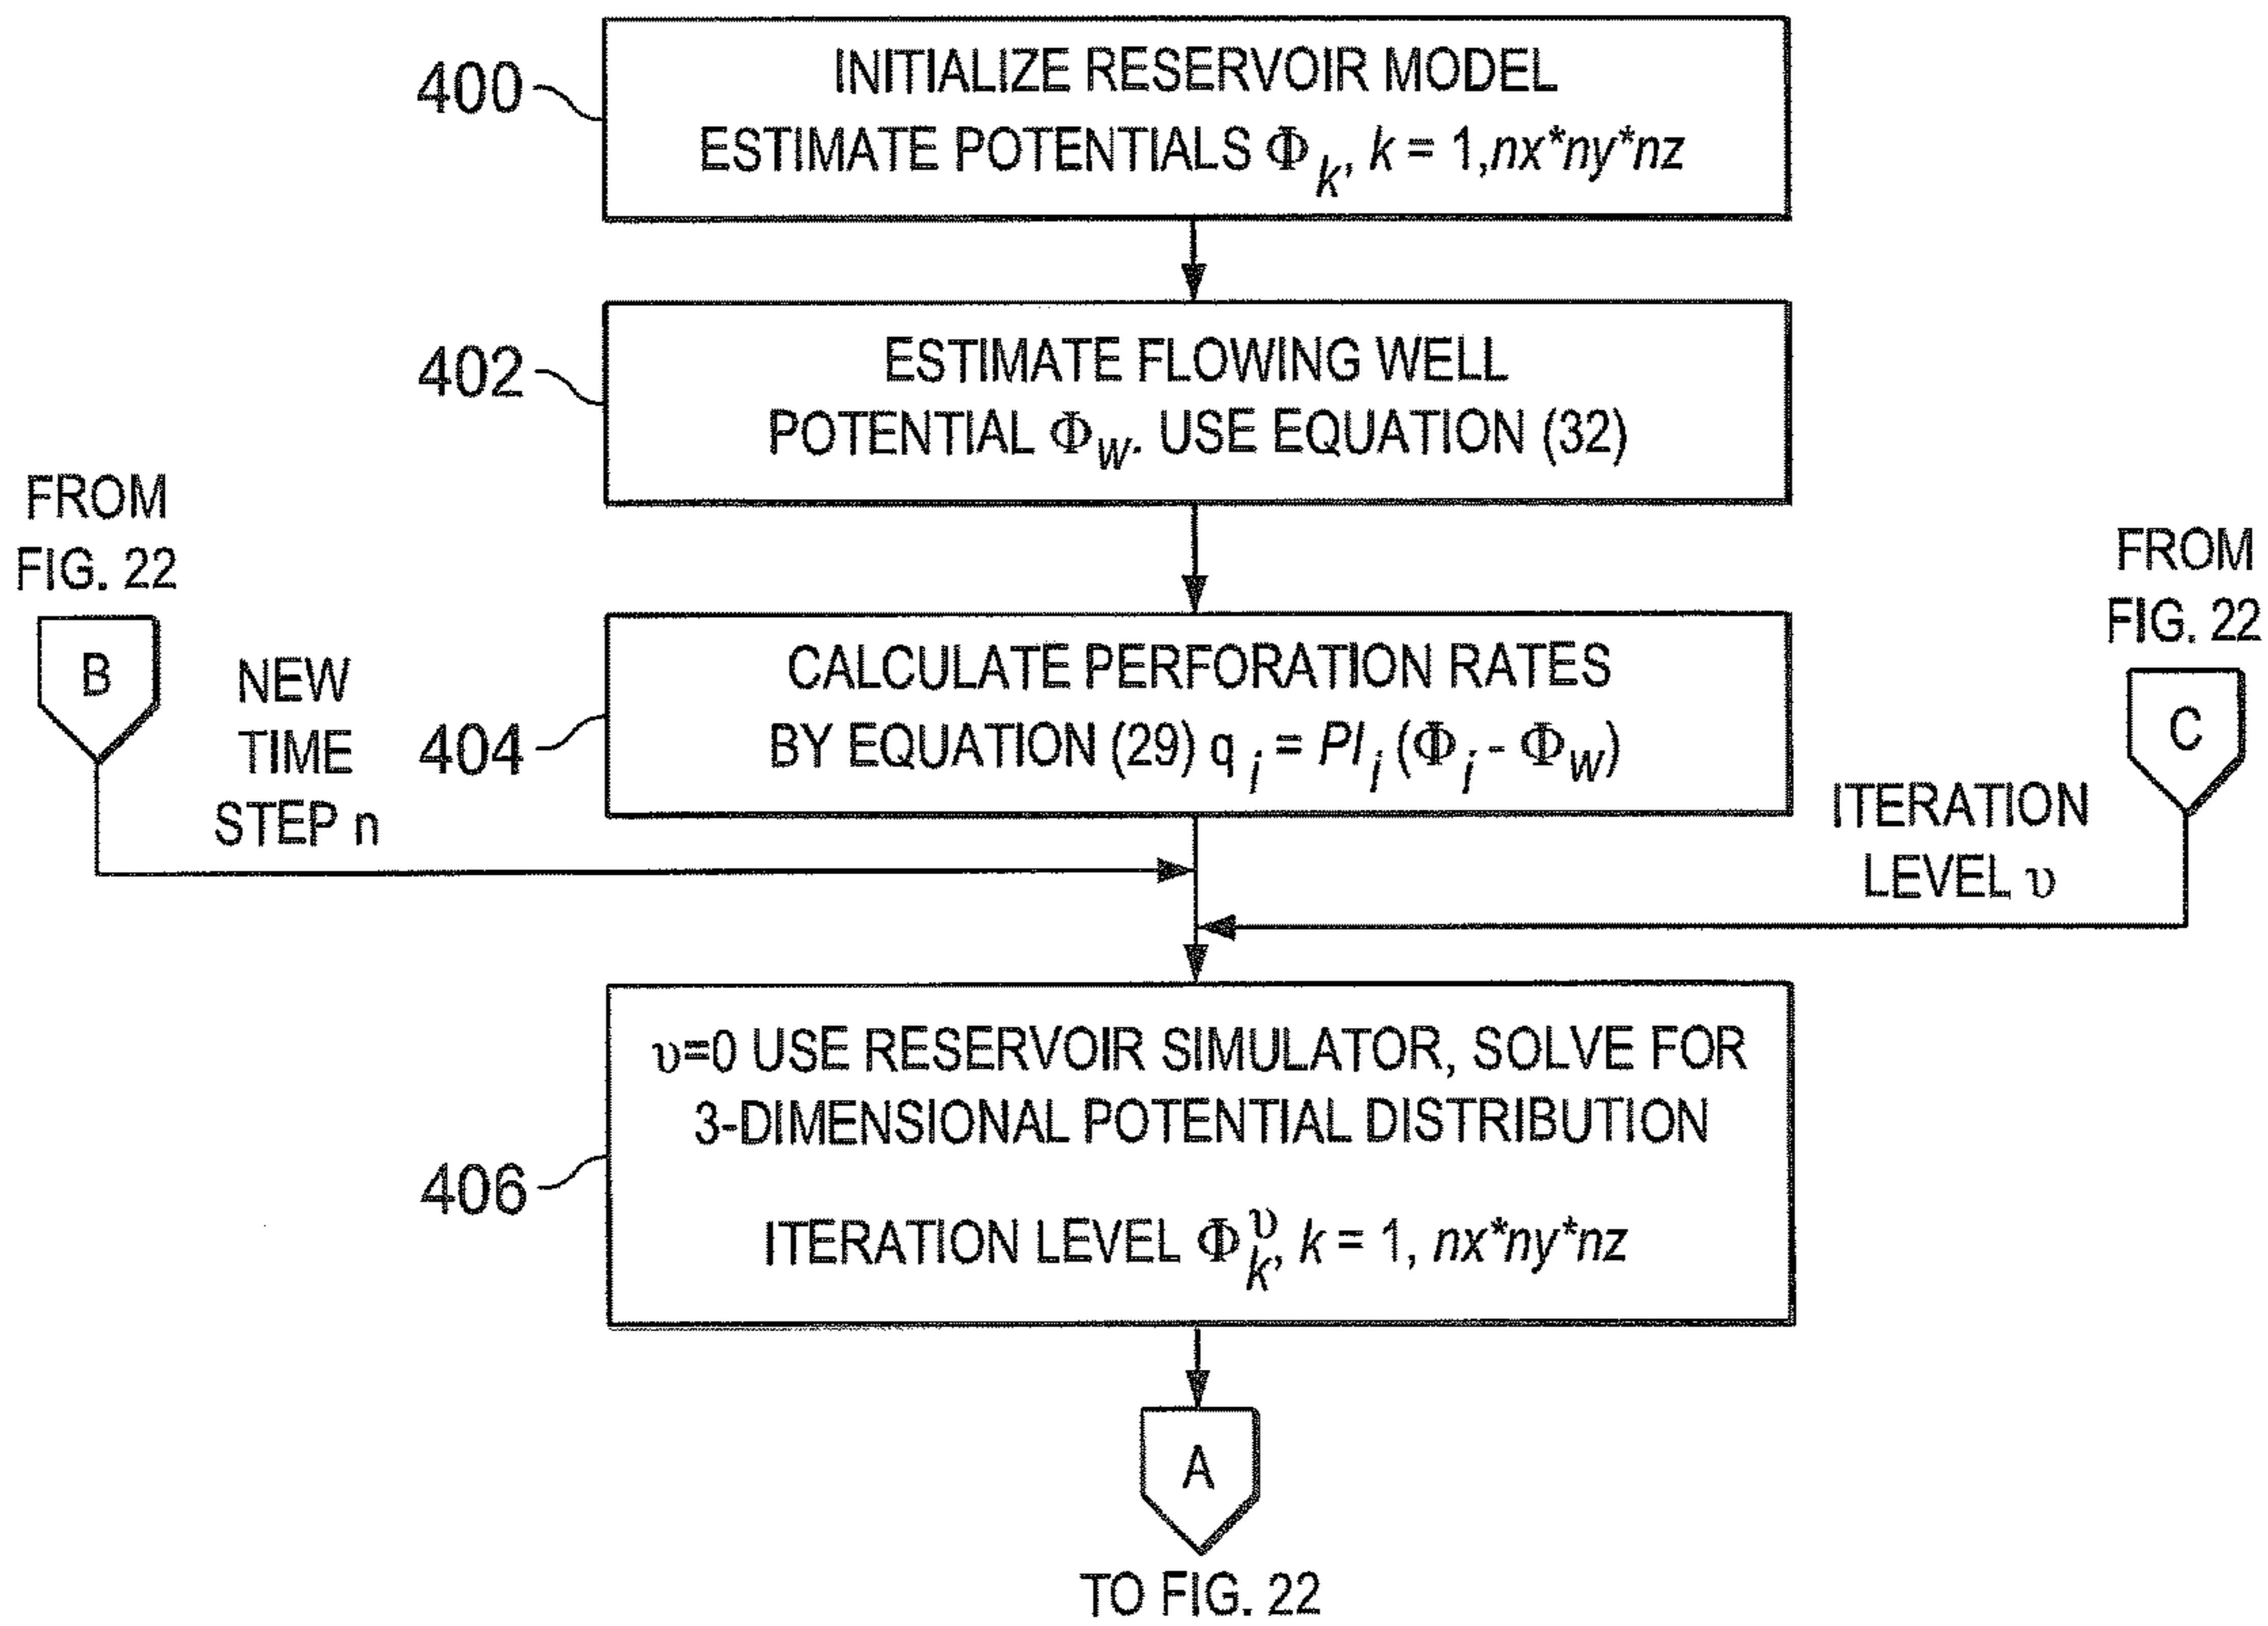 400
INITIALIZE RESERVOIR MODEL
ESTIMATE POTENTIALS Φk, k = 1,nx*ny*nz
402
ESTIMATE FLOWING WELL
POTENTIAL Φw. USE EQUATION (32)
FROM
FIG. 22
B
NEW
TIME
STEP n
404
CALCULATE PERFORATION RATES
BY EQUATION (29) qi = PIi (Φi - Φw)
FROM
FIG. 22
C
ITERATION
LEVEL υ
406
υ=0 USE RESERVOIR SIMULATOR, SOLVE FOR
3-DIMENSIONAL POTENTIAL DISTRIBUTION
ITERATION LEVEL Φkυ, k = 1, nx*ny*nz
A
TO FIG. 22